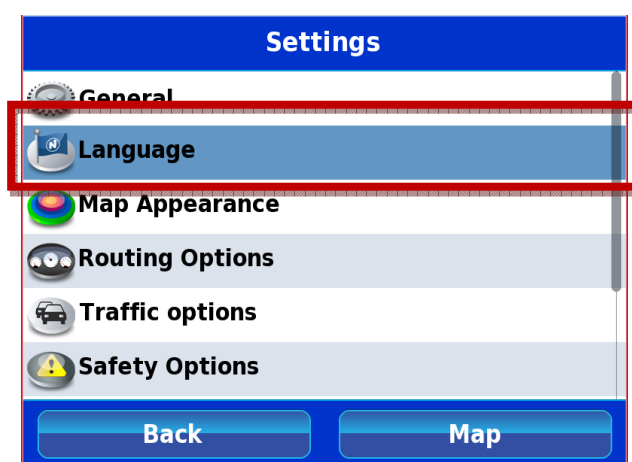 Settings
General
Language
Map Appearance
Routing Options
Traffic options
Safety Options
Back
Map